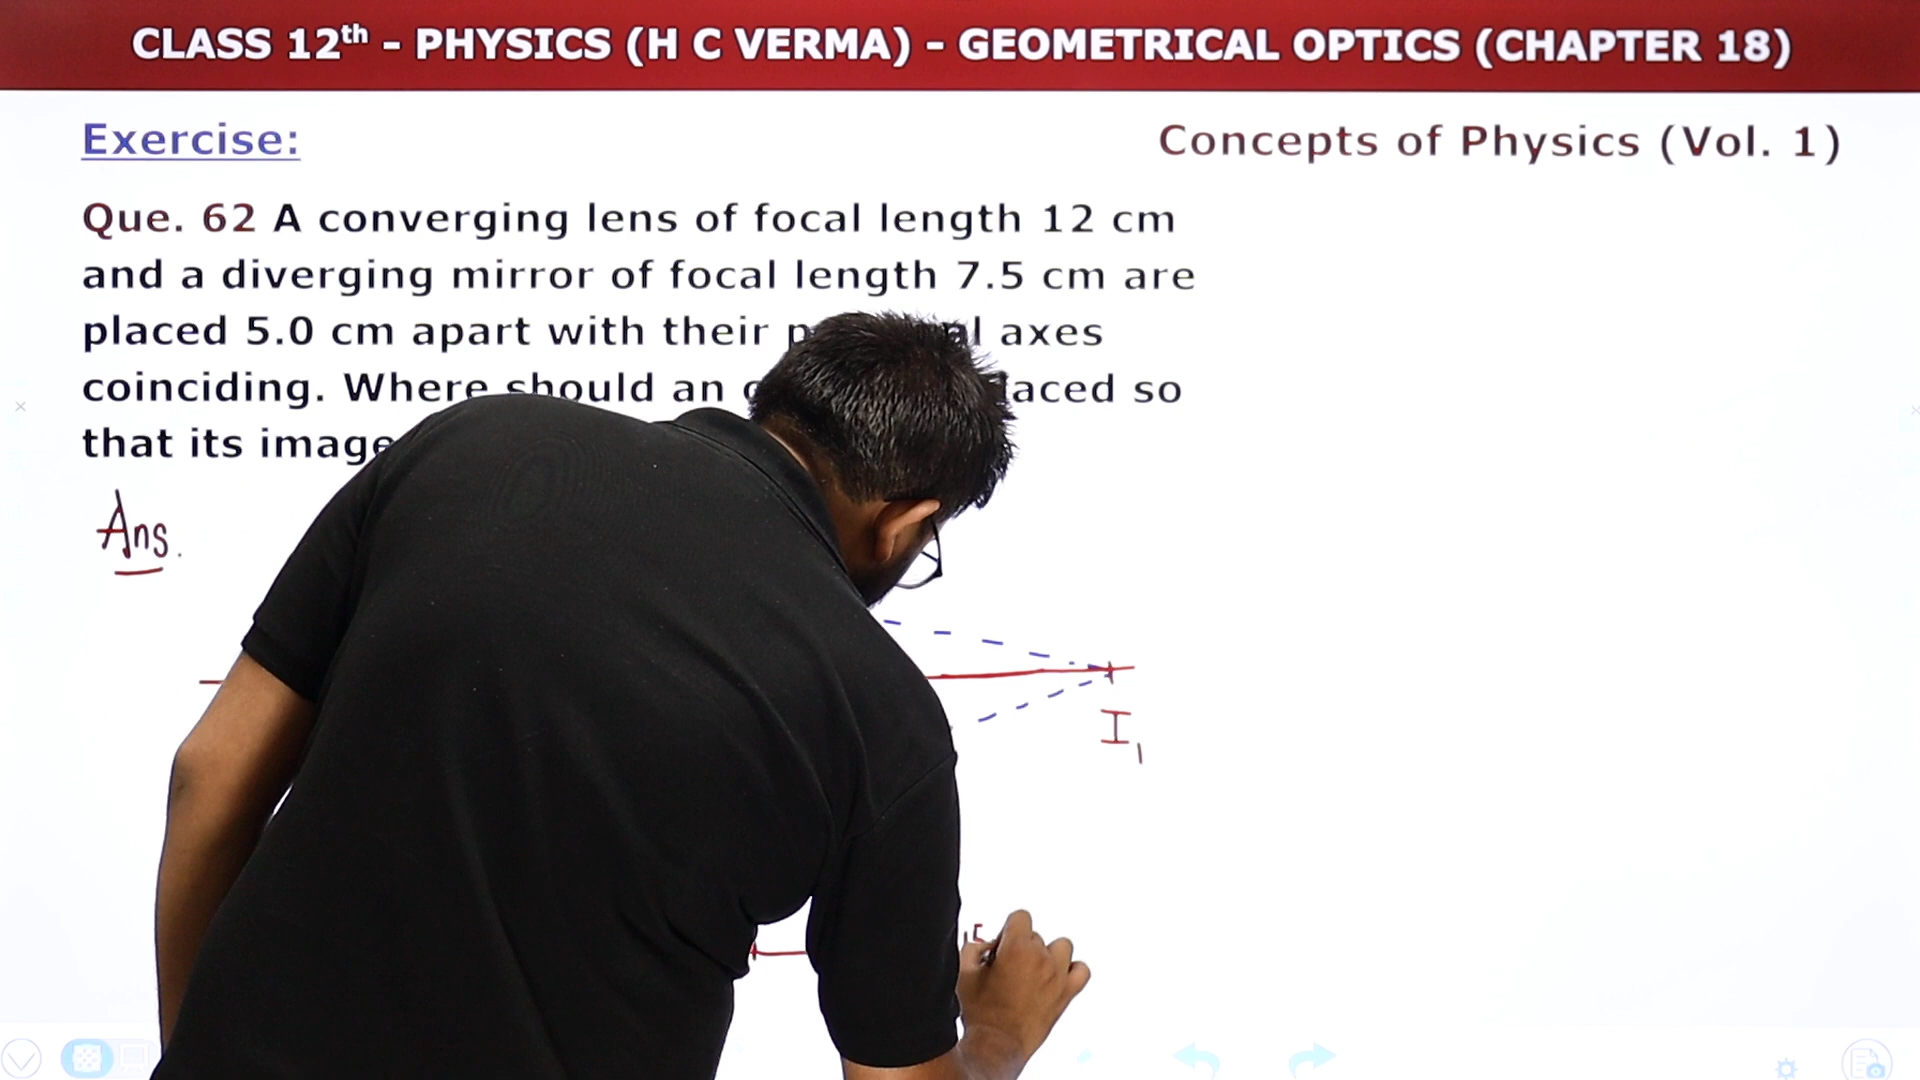 CLASS 12th - PHYSICS (H C VERMA) - GEOMETRICAL OPTICS (CHAPTER 18)
Exercise:
Concepts of Physics (Vol. 1)
Que. 62 A converging lens of focal length 12 cm
and a diverging mirror of focal length 7.5 cm are
placed 5.0 cm apart with their axes
coinciding. Where should an so
that its image
Ans.
I1
15